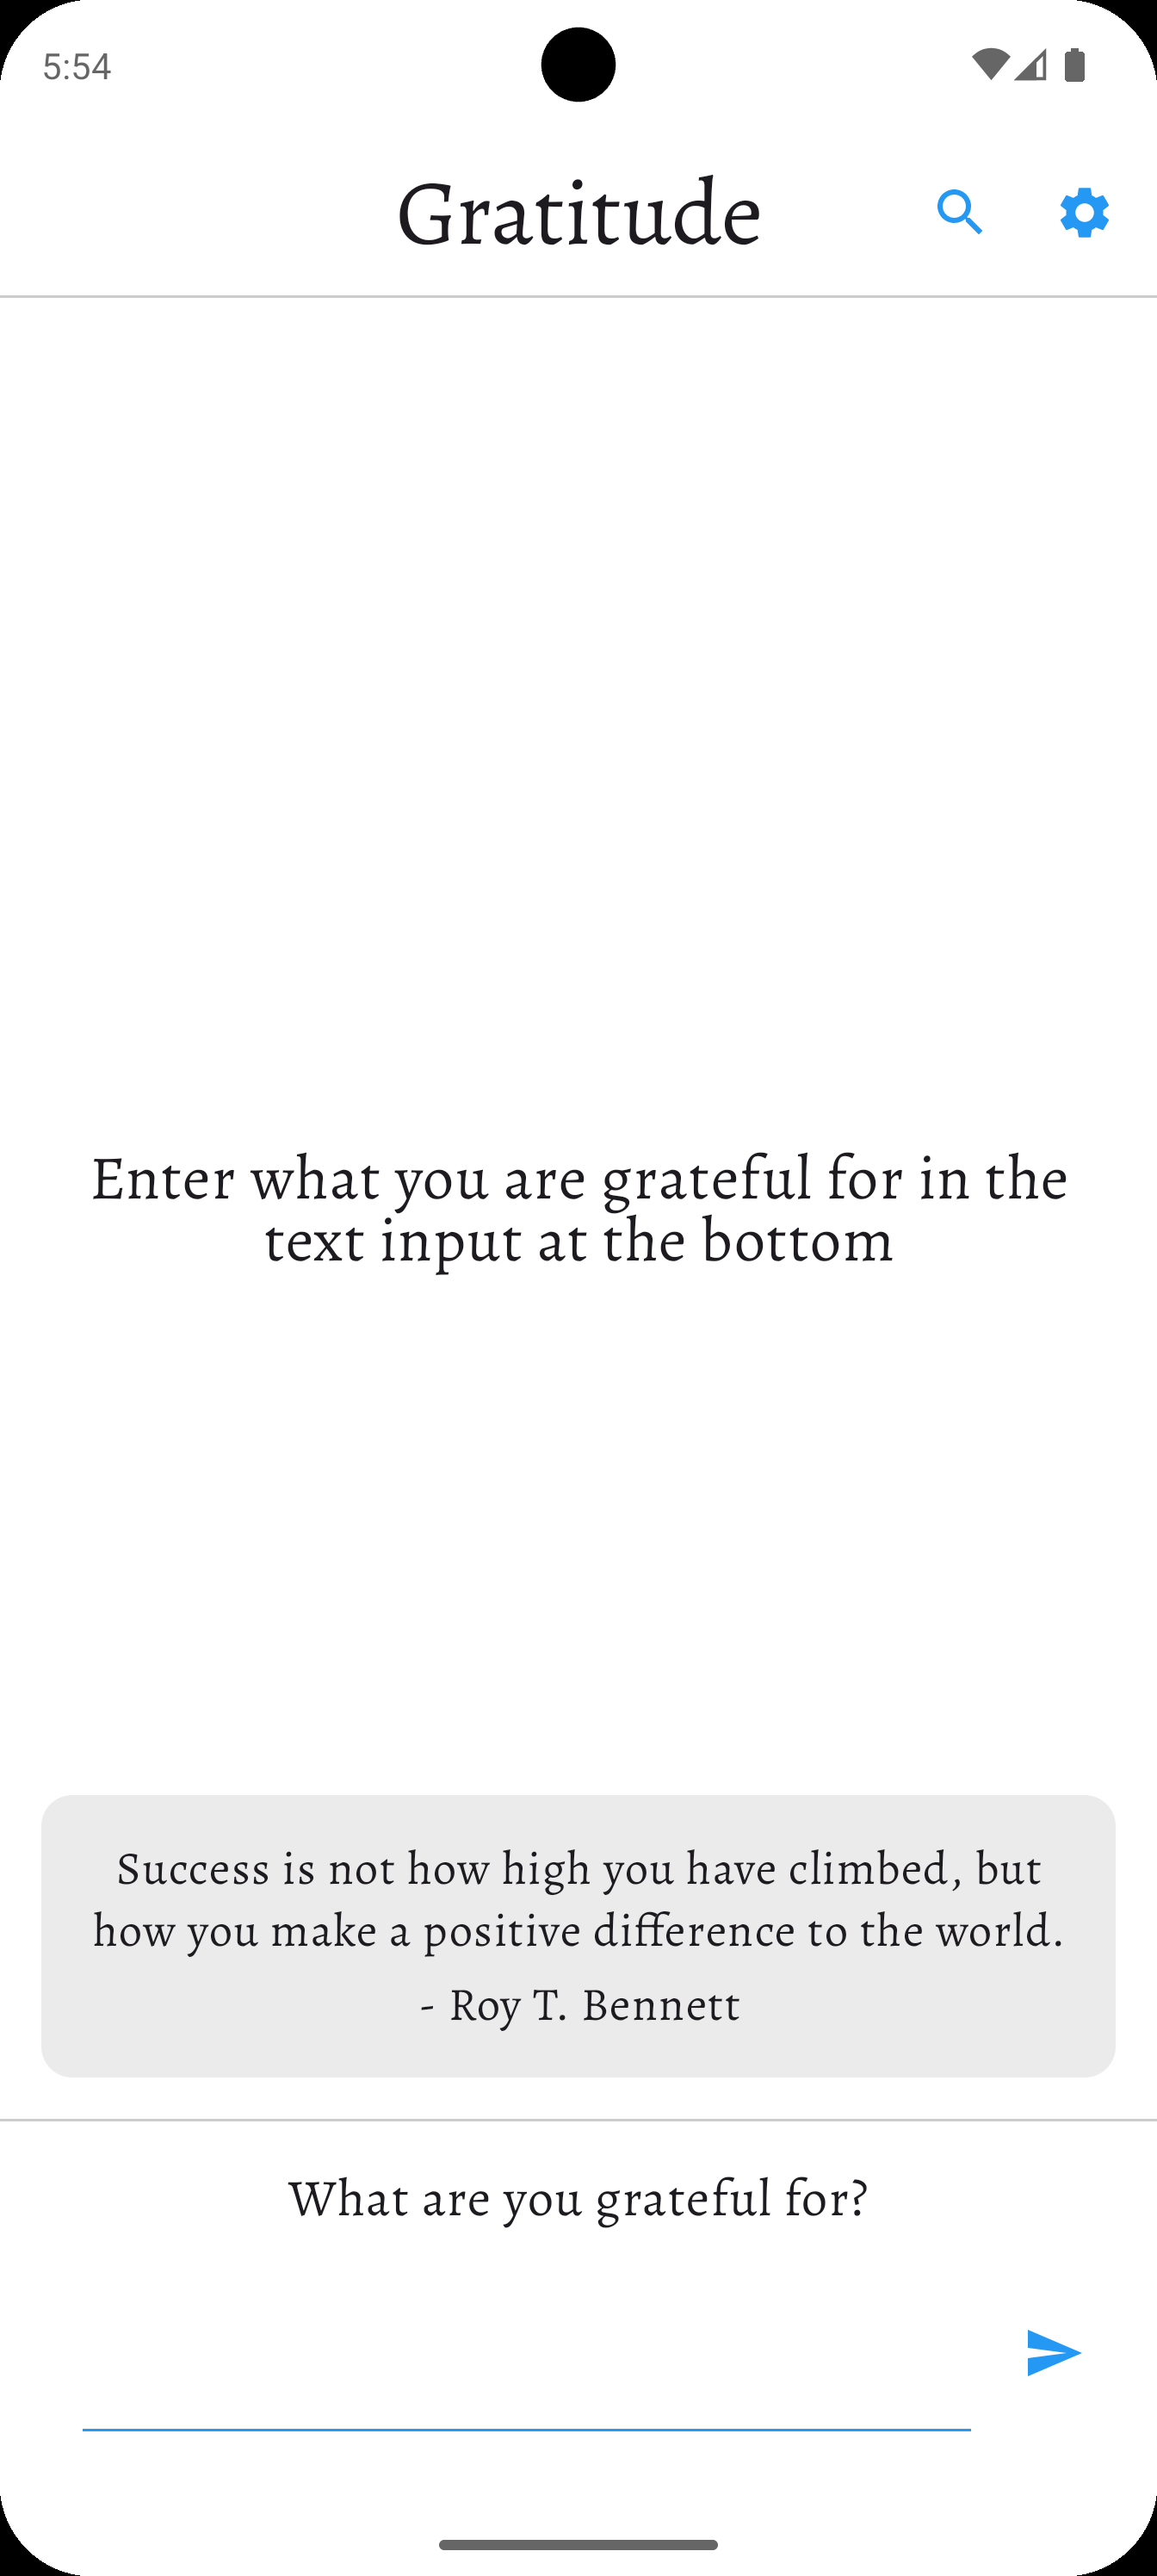 5:54
Gratitude
Enter what you are grateful for in the
text input at the bottom
Success is not how high you have climbed, but
how you make a positive difference to the world.
- Roy T. Bennett
What are you grateful for?